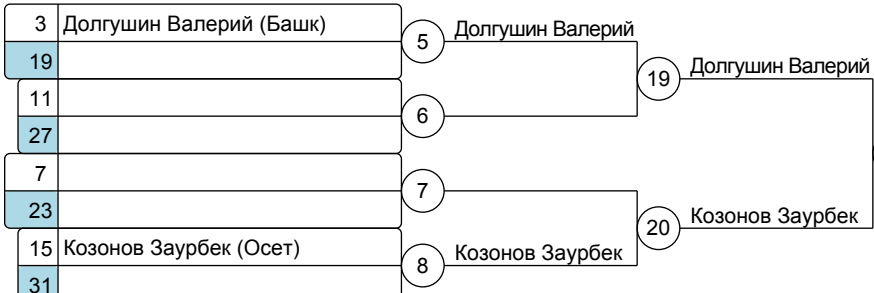 3 Долгушин Валерий (Башк)
19
5 Долгушин Валерий
11
27
6
19 Долгушин Валерий
7
23
7
15 Козонов Заурбек (Осет)
31
8 Козонов Заурбек
20 Козонов Заурбек